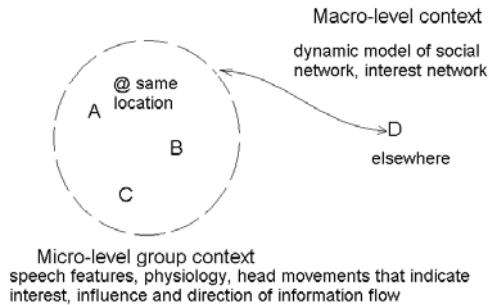 Macro-level context
dynamic model of social
network, interest network
@ same
location
A
B
C
D
elsewhere
Micro-level group context
speech features, physiology, head movements that indicate
interest, influence and direction of information flow